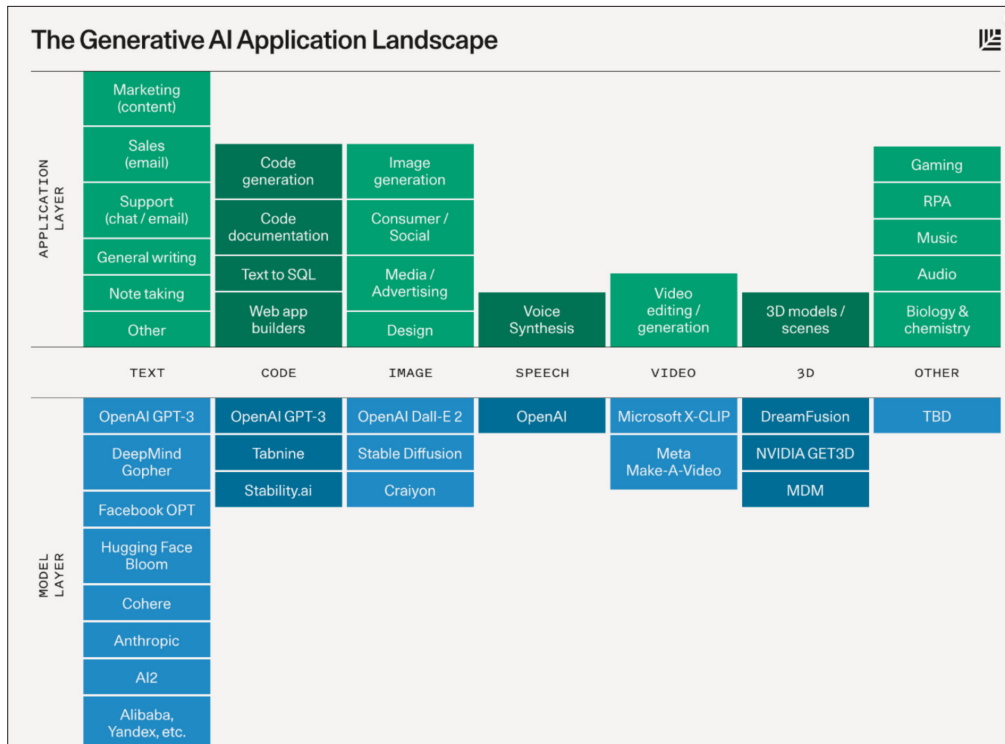 The Generative AI Application Landscape
APPLICATION
LAYER
Marketing
(content)
Sales
(email)
Support
(chat / email)
General writing
Note taking
Other
Code
generation
Code
documentation
Text to SQL
Web app
builders
Image
generation
Consumer /
Social
Media /
Advertising
Design
Voice
Synthesis
Video
editing /
generation
3D models /
scenes
Gaming
RPA
Music
Audio
Biology &
chemistry
TEXT
CODE
IMAGE
SPEECH
VIDEO
3D
OTHER
MODEL
LAYER
OpenAI GPT-3
DeepMind
Gopher
Facebook OPT
Hugging Face
Bloom
Cohere
Anthropic
AI2
Alibaba,
Yandex, etc.
OpenAI GPT-3
Tabnine
Stability.ai
OpenAI Dall-E 2
Stable Diffusion
Craiyon
OpenAI
Microsoft X-CLIP
Meta
Make-A-Video
DreamFusion
NVIDIA GET3D
MDM
TBD